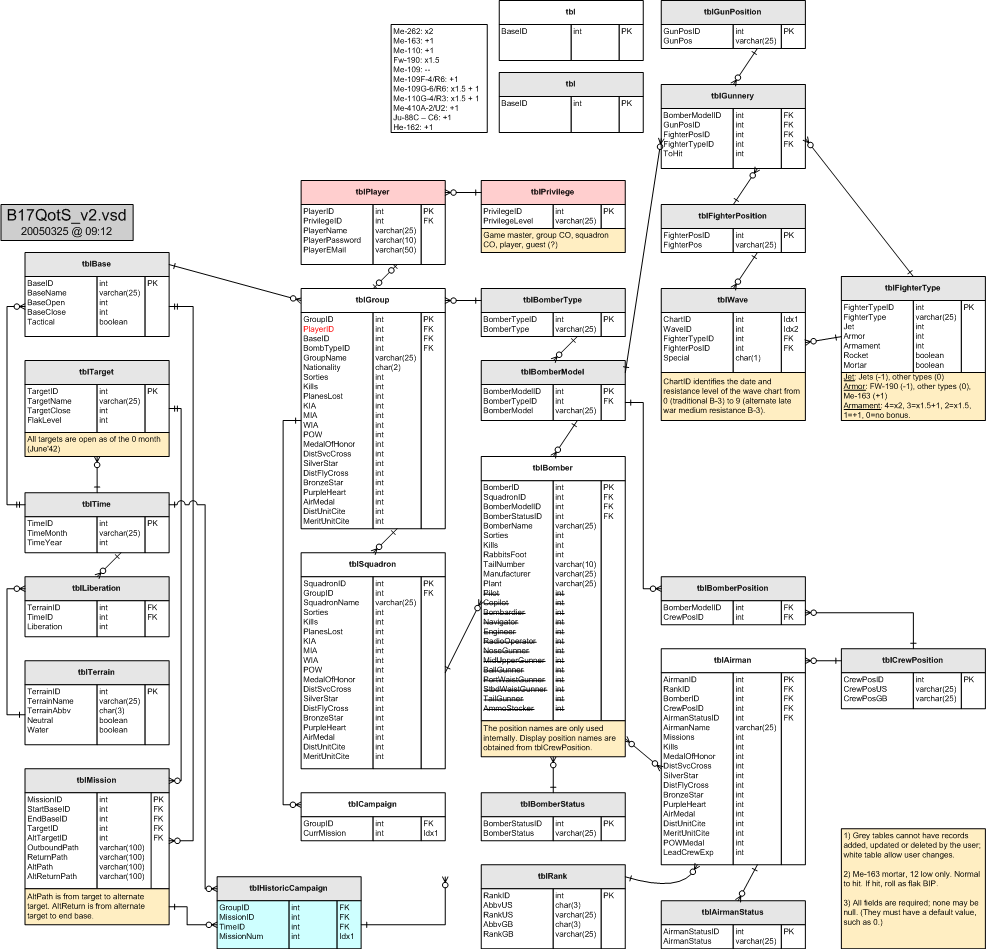 B17QotS_v2.vsd
20050325 @ 09:12
Me-262: x2
Me-163: +1
Me-110: +1
Fw-190: x1.5
Me-109: --
Me-109F-4/R6: +1
Me-109G-6/R6: x1.5 + 1
Me-110G-4/R3: x1.5 + 1
Me-410A-2/U2: +1
Ju-88C – C6: +1
He-162: +1
tbl
BaseID int PK
tbl
BaseID int PK
tblGunPosition
GunPosID int PK
GunPos varchar(25)
tblGunnery
BomberModelID int FK
GunPosID int FK
FighterPosID int FK
FighterTypeID int FK
ToHit int
tblPlayer
PlayerID int PK
PrivilegeID int FK
PlayerName varchar(25)
PlayerPassword varchar(10)
PlayerEMail varchar(50)
tblPrivilege
PrivilegeID int PK
PrivilegeLevel varchar(25)
Game master, group CO, squadron
CO, player, guest (?)
tblFighterPosition
FighterPosID int PK
FighterPos varchar(25)
tblBase
BaseID int PK
BaseName varchar(25)
BaseOpen int
BaseClose int
Tactical boolean
tblGroup
GroupID int PK
PlayerID int FK
BaseID int FK
BombTypeID int FK
GroupName varchar(25)
Nationality char(2)
Sorties int
Kills int
PlanesLost int
KIA int
MIA int
WIA int
POW int
MedalOfHonor int
DistSvcCross int
SilverStar int
DistFlyCross int
BronzeStar int
PurpleHeart int
AirMedal int
DistUnitCite int
MeritUnitCite int
tblBomberType
BomberTypeID int PK
BomberType varchar(25)
tblWave
ChartID int Idx1
WaveID int Idx2
FighterTypeID int FK
FighterPosID int FK
Special char(1)
ChartID identifies the date and
resistance level of the wave chart from
0 (traditional B-3) to 9 (alternate late
war medium resistance B-3).
tblFighterType
FighterTypeID int PK
FighterType varchar(25)
Jet int
Armor int
Armament int
Rocket boolean
Mortar boolean
Jet: Jets (-1), other types (0)
Armor: FW-190 (-1), other types (0),
Me-163 (+1)
Armament: 4=x2, 3=x1.5+1, 2=x1.5,
1=+1, 0=no bonus.
tblTarget
TargetID int PK
TargetName varchar(25)
TargetClose int
FlakLevel int
All targets are open as of the 0 month
(June'42)
tblBomberModel
BomberModelID int PK
BomberTypeID int FK
BomberModel varchar(25)
tblBomber
BomberID int PK
SquadronID int FK
BomberModelID int FK
BomberStatusID int FK
BomberName varchar(25)
Sorties int
Kills int
RabbitsFoot int
TailNumber varchar(10)
Manufacturer varchar(25)
Plant varchar(25)
Pilot int
Copilot int
Bombardier int
Navigator int
Engineer int
RadioOperator int
NoseGunner int
MidUpperGunner int
BallGunner int
PortWaistGunner int
StbdWaistGunner int
TailGunner int
AmmoStocker int
The position names are only used
internally. Display position names are
obtained from tblCrewPosition.
tblTime
TimeID int PK
TimeMonth varchar(25)
TimeYear int
tblSquadron
SquadronID int PK
GroupID int FK
SquadronName varchar(25)
Sorties int
Kills int
PlanesLost int
KIA int
MIA int
WIA int
POW int
MedalOfHonor int
DistSvcCross int
SilverStar int
DistFlyCross int
BronzeStar int
PurpleHeart int
AirMedal int
DistUnitCite int
MeritUnitCite int
tblLiberation
TerrainID int FK
TimeID int FK
Liberation int
tblBomberPosition
BomberModelID int FK
CrewPosID int FK
tblTerrain
TerrainID int PK
TerrainName varchar(25)
TerrainAbbv char(3)
Neutral boolean
Water boolean
tblAirman
AirmanID int PK
RankID int FK
BomberID int FK
CrewPosID int FK
AirmanStatusID int FK
AirmanName varchar(25)
Missions int
Kills int
MedalOfHonor int
DistSvcCross int
SilverStar int
DistFlyCross int
BronzeStar int
PurpleHeart int
AirMedal int
DistUnitCite int
MeritUnitCite int
POWMedal int
LeadCrewExp int
tblCrewPosition
CrewPosID int PK
CrewPosUS varchar(25)
CrewPosGB varchar(25)
tblMission
MissionID int PK
StartBaseID int FK
EndBaseID int FK
TargetID int FK
AltTargetID int FK
OutboundPath varchar(100)
ReturnPath varchar(100)
AltPath varchar(100)
AltReturnPath varchar(100)
AltPath is from target to alternate
target. AltReturn is from alternate
target to end base.
tblCampaign
GroupID int FK
CurrMission int Idx1
tblBomberStatus
BomberStatusID int PK
BomberStatus varchar(25)
tblHistoricCampaign
GroupID int FK
MissionID int FK
TimeID int FK
MissionNum int Idx1
tblRank
RankID int PK
AbbvUS char(3)
RankUS varchar(25)
AbbvGB char(3)
RankGB varchar(25)
tblAirmanStatus
AirmanStatusID int PK
AirmanStatus varchar(25)
1) Grey tables cannot have records
added, updated or deleted by the user;
white table allow user changes.
2) Me-163 mortar, 12 low only. Normal
to hit. If hit, roll as flak BIP.
3) All fields are required; none may be
null. (They must have a default value,
such as 0.)